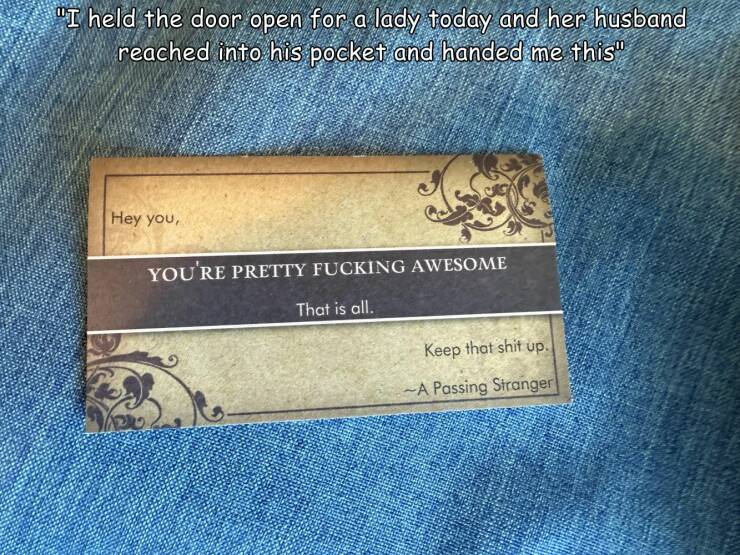 "I held the door open for a lady today and her husband
reached into his pocket and handed me this"
Hey you,
YOU'RE PRETTY FUCKING AWESOME
That is all.
Keep that shit up.
~A Passing Stranger